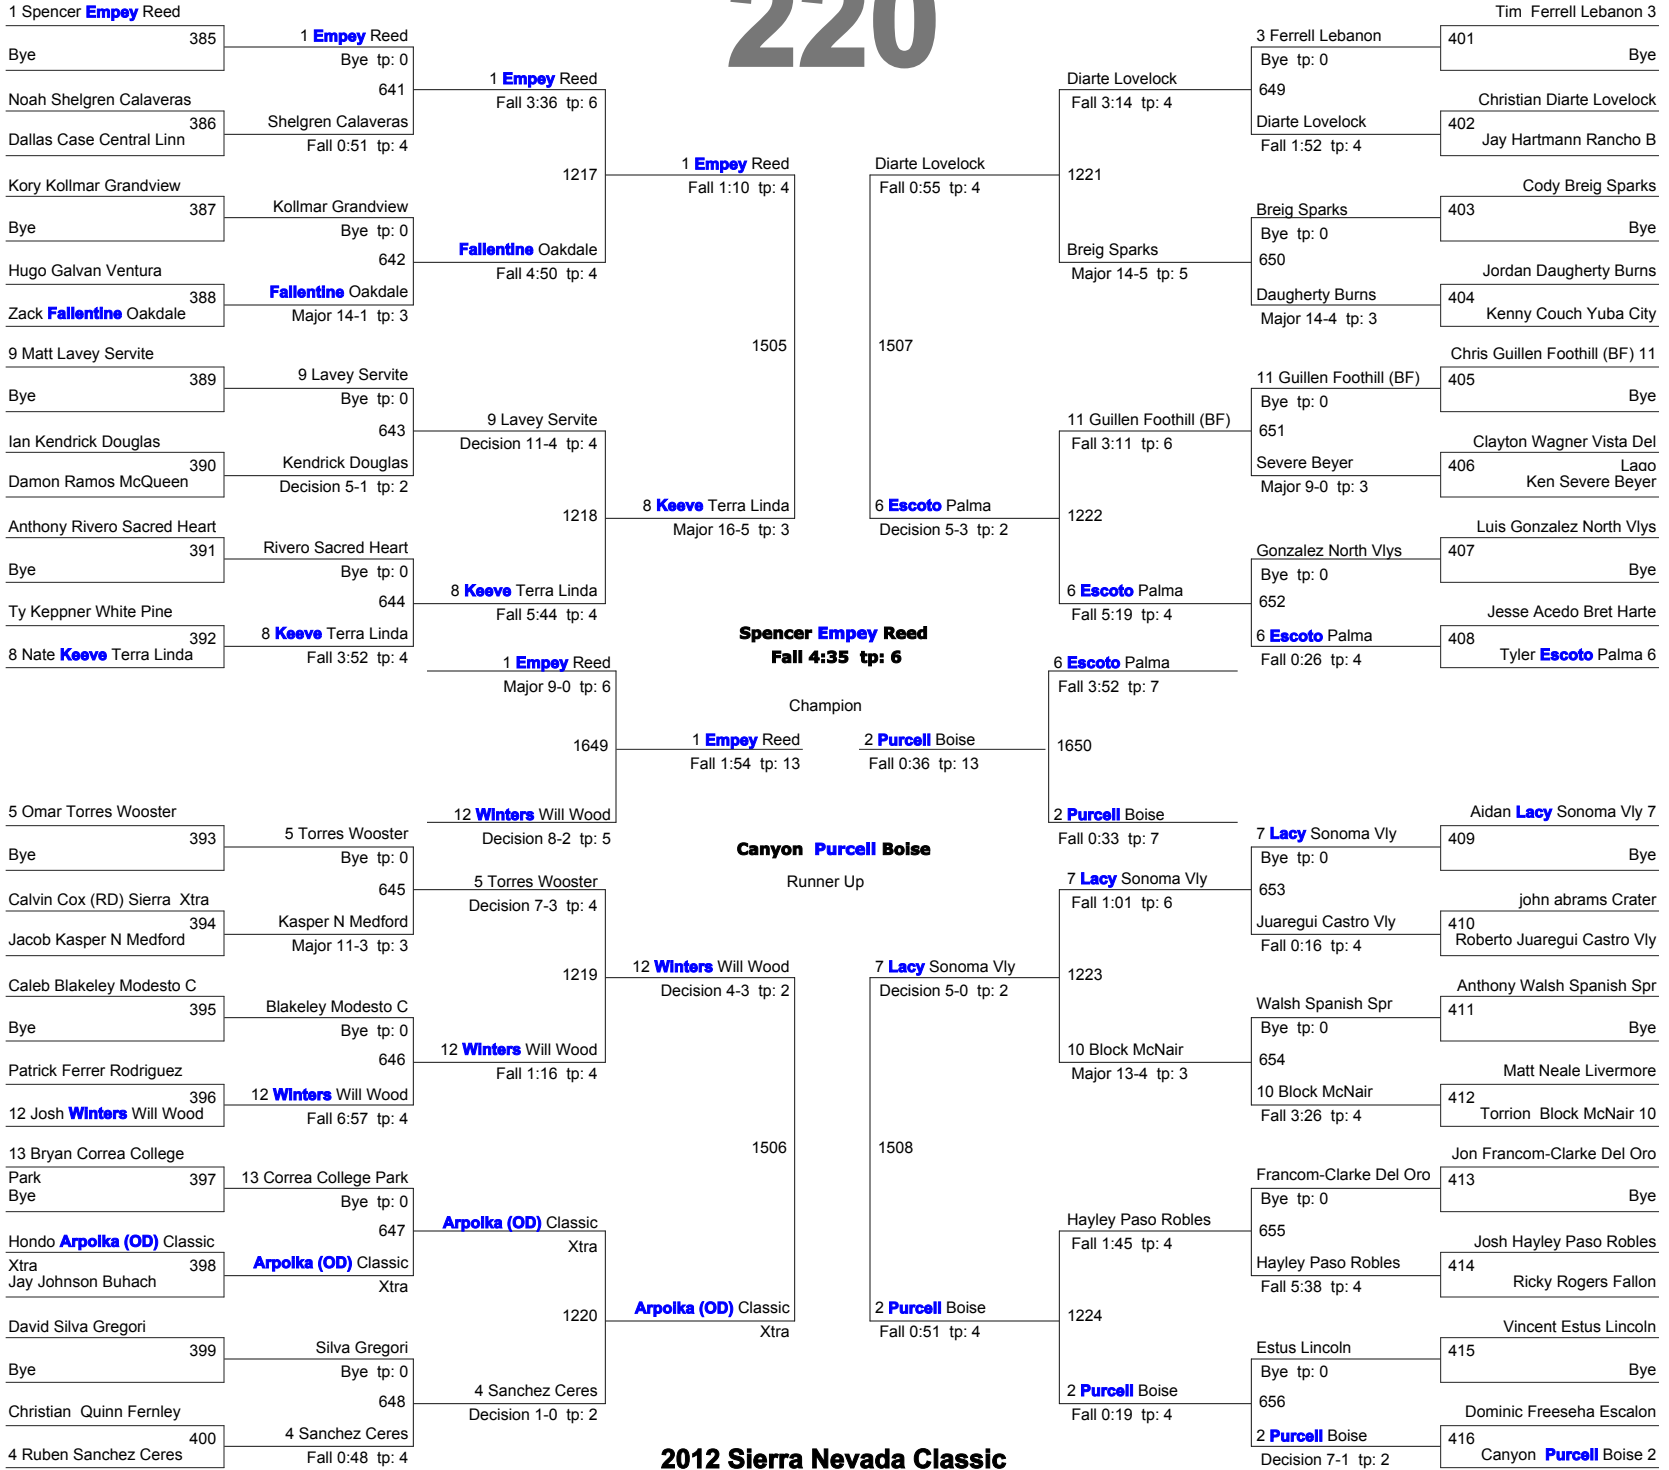 220
1 Spencer Empey Reed
385
Bye
Noah Shelgren Calaveras
386
Dallas Case Central Linn
Kory Kollmar Grandview
387
Bye
Hugo Galvan Ventura
388
Zack Fallentine Oakdale
9 Matt Lavey Servite
389
Bye
Ian Kendrick Douglas
390
Damon Ramos McQueen
Anthony Rivero Sacred Heart
391
Bye
Ty Keppner White Pine
392
8 Nate Keeve Terra Linda
5 Omar Torres Wooster
393
Bye
Calvin Cox (RD) Sierra Xtra
394
Jacob Kasper N Medford
Caleb Blakeley Modesto C
395
Bye
Patrick Ferrer Rodriguez
396
12 Josh Winters Will Wood
13 Bryan Correa College
Park
397
Bye
Hondo Arpolka (OD) Classic
Xtra
398
Jay Johnson Buhach
David Silva Gregori
399
Bye
Christian Quinn Fernley
400
4 Ruben Sanchez Ceres
1 Empey Reed
Bye tp: 0
641
Shelgren Calaveras
Fall 0:51 tp: 4
Kollmar Grandview
Bye tp: 0
642
Fallentine Oakdale
Major 14-1 tp: 3
9 Lavey Servite
Bye tp: 0
643
Kendrick Douglas
Decision 5-1 tp: 2
Rivero Sacred Heart
Bye tp: 0
644
8 Keeve Terra Linda
Fall 3:52 tp: 4
5 Torres Wooster
Bye tp: 0
645
Kasper N Medford
Major 11-3 tp: 3
Blakeley Modesto C
Bye tp: 0
646
12 Winters Will Wood
Fall 6:57 tp: 4
13 Correa College Park
Bye tp: 0
647
Arpolka (OD) Classic
Xtra
Silva Gregori
Bye tp: 0
648
4 Sanchez Ceres
Fall 0:48 tp: 4
1 Empey Reed
Fall 3:36 tp: 6
1217
Fallentine Oakdale
Fall 4:50 tp: 4
9 Lavey Servite
Decision 11-4 tp: 4
1218
8 Keeve Terra Linda
Fall 5:44 tp: 4
5 Torres Wooster
Decision 7-3 tp: 4
1219
12 Winters Will Wood
Fall 1:16 tp: 4
Arpolka (OD) Classic
Xtra
1220
4 Sanchez Ceres
Decision 1-0 tp: 2
1 Empey Reed
Fall 1:10 tp: 4
1505
8 Keeve Terra Linda
Major 16-5 tp: 3
12 Winters Will Wood
Decision 4-3 tp: 2
1506
Arpolka (OD) Classic
Xtra
1 Empey Reed
Major 9-0 tp: 6
1649
12 Winters Will Wood
Decision 8-2 tp: 5
1 Empey Reed
Fall 1:54 tp: 13
Spencer Empey Reed
Fall 4:35 tp: 6
Champion
Canyon Purcell Boise
Runner Up
2 Purcell Boise
Fall 0:36 tp: 13
6 Escoto Palma
Fall 3:52 tp: 7
1650
2 Purcell Boise
Fall 0:33 tp: 7
Diarte Lovelock
Fall 0:55 tp: 4
1507
6 Escoto Palma
Decision 5-3 tp: 2
7 Lacy Sonoma Vly
Decision 5-0 tp: 2
1508
2 Purcell Boise
Fall 0:51 tp: 4
Diarte Lovelock
Fall 3:14 tp: 4
1221
Breig Sparks
Major 14-5 tp: 5
11 Guillen Foothill (BF)
Fall 3:11 tp: 6
1222
6 Escoto Palma
Fall 5:19 tp: 4
7 Lacy Sonoma Vly
Fall 1:01 tp: 6
1223
10 Block McNair
Major 13-4 tp: 3
Hayley Paso Robles
Fall 1:45 tp: 4
1224
2 Purcell Boise
Fall 0:19 tp: 4
3 Ferrell Lebanon
Bye tp: 0
649
Diarte Lovelock
Fall 1:52 tp: 4
Breig Sparks
Bye tp: 0
650
Daugherty Burns
Major 14-4 tp: 3
11 Guillen Foothill (BF)
Bye tp: 0
651
Severe Beyer
Major 9-0 tp: 3
Gonzalez North Vlys
Bye tp: 0
652
6 Escoto Palma
Fall 0:26 tp: 4
7 Lacy Sonoma Vly
Bye tp: 0
653
Juaregui Castro Vly
Fall 0:16 tp: 4
Walsh Spanish Spr
Bye tp: 0
654
10 Block McNair
Fall 3:26 tp: 4
Francom-Clarke Del Oro
Bye tp: 0
655
Hayley Paso Robles
Fall 5:38 tp: 4
Estus Lincoln
Bye tp: 0
656
2 Purcell Boise
Decision 7-1 tp: 2
Tim Ferrell Lebanon 3
401
Bye
Christian Diarte Lovelock
402
Jay Hartmann Rancho B
Cody Breig Sparks
403
Bye
Jordan Daugherty Burns
404
Kenny Couch Yuba City
Chris Guillen Foothill (BF) 11
405
Bye
Clayton Wagner Vista Del
Lago
406
Ken Severe Beyer
Luis Gonzalez North Vlys
407
Bye
Jesse Acedo Bret Harte
408
Tyler Escoto Palma 6
Aidan Lacy Sonoma Vly 7
409
Bye
john abrams Crater
410
Roberto Juaregui Castro Vly
Anthony Walsh Spanish Spr
411
Bye
Matt Neale Livermore
412
Torrion Block McNair 10
Jon Francom-Clarke Del Oro
413
Bye
Josh Hayley Paso Robles
414
Ricky Rogers Fallon
Vincent Estus Lincoln
415
Bye
Dominic Freeseha Escalon
416
Canyon Purcell Boise 2
2012 Sierra Nevada Classic